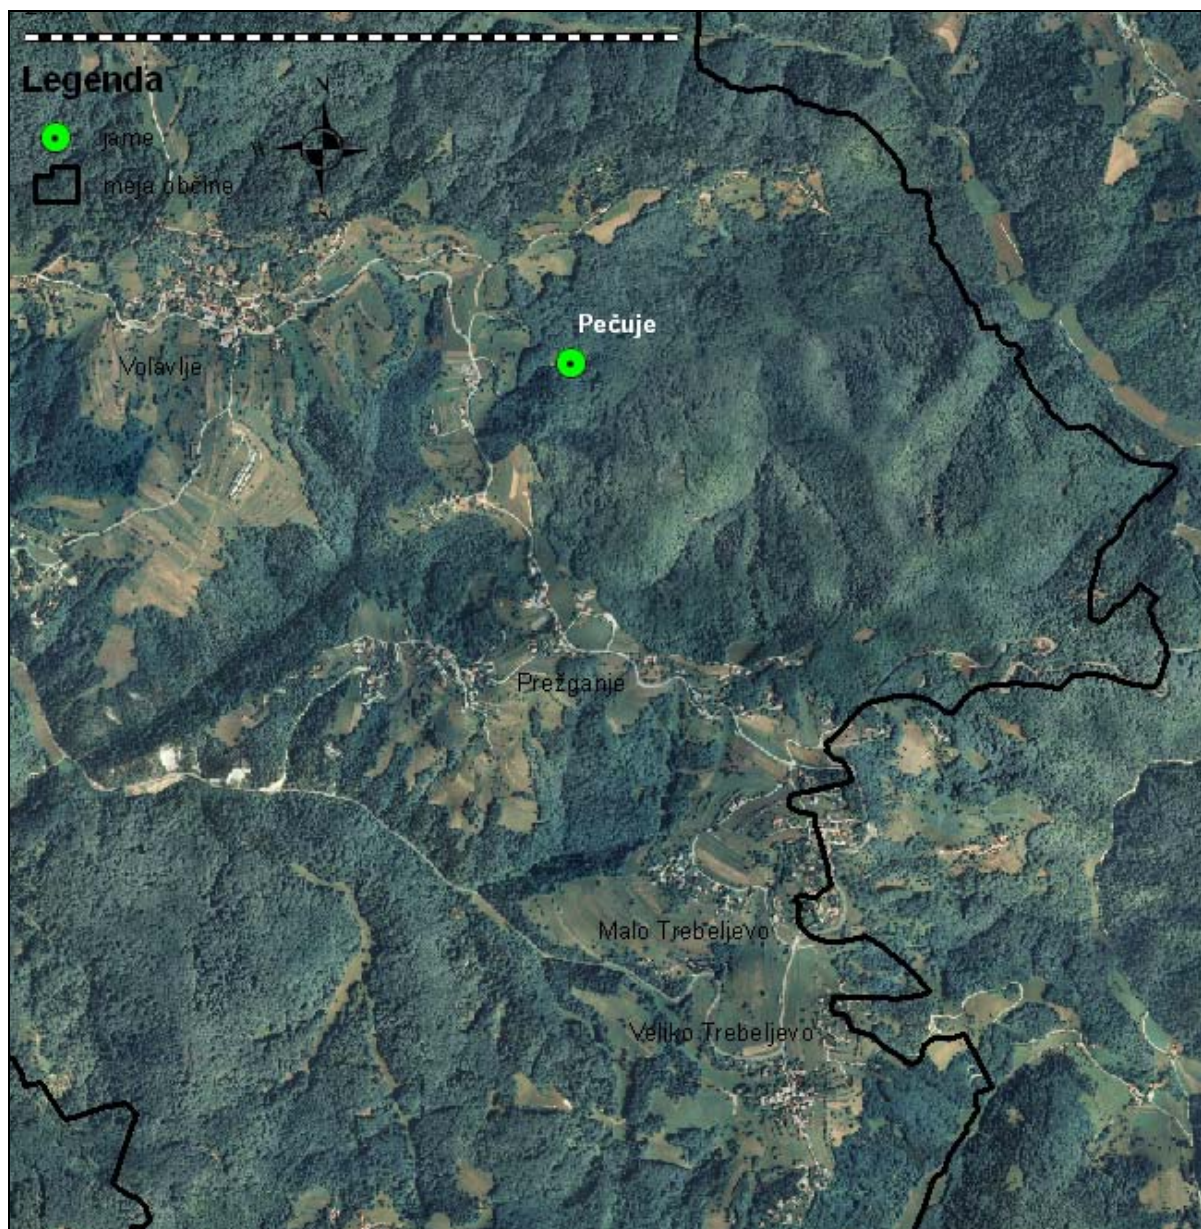 Legenda
jame
meja občine
Pečuje
Volavlje
Prežganje
Malo Trebeljevo
Veliko Trebeljevo